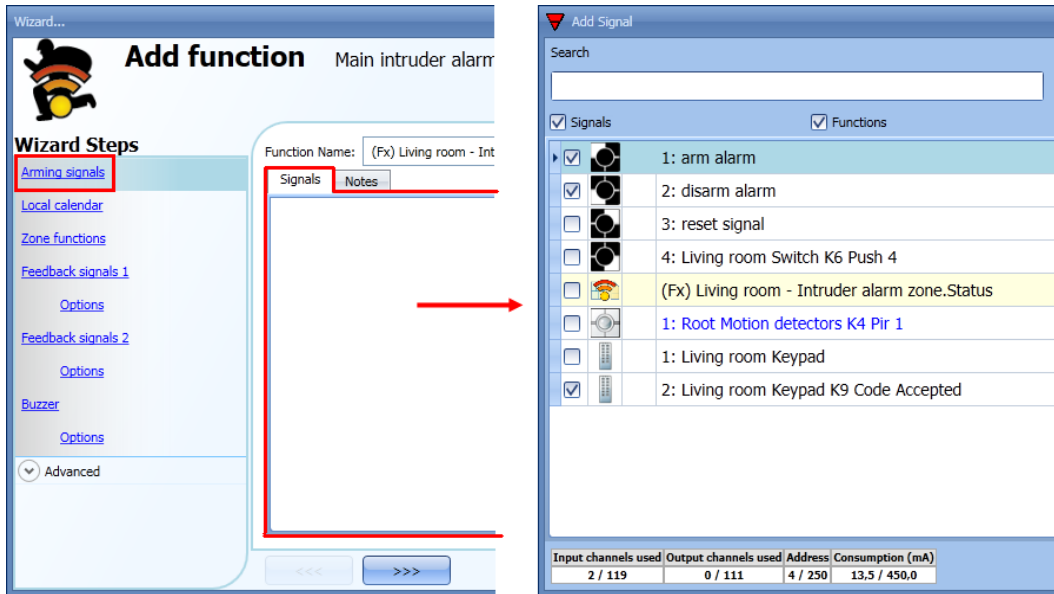 Wizard...
Add function Main intruder alarm
Wizard Steps
Arming signals
Local calendar
Zone functions
Feedback signals 1
Options
Feedback signals 2
Options
Buzzer
Options
Advanced
Function Name: (Fx) Living room - Int
Signals Notes
<<< >>>
Add Signal
Search
Signals Functions
1: arm alarm
2: disarm alarm
3: reset signal
4: Living room Switch K6 Push 4
(Fx) Living room - Intruder alarm zone.Status
1: Root Motion detectors K4 Pir 1
1: Living room Keypad
2: Living room Keypad K9 Code Accepted
Input channels used Output channels used Address Consumption (mA)
2 / 119 0 / 111 4 / 250 13,5 / 450,0